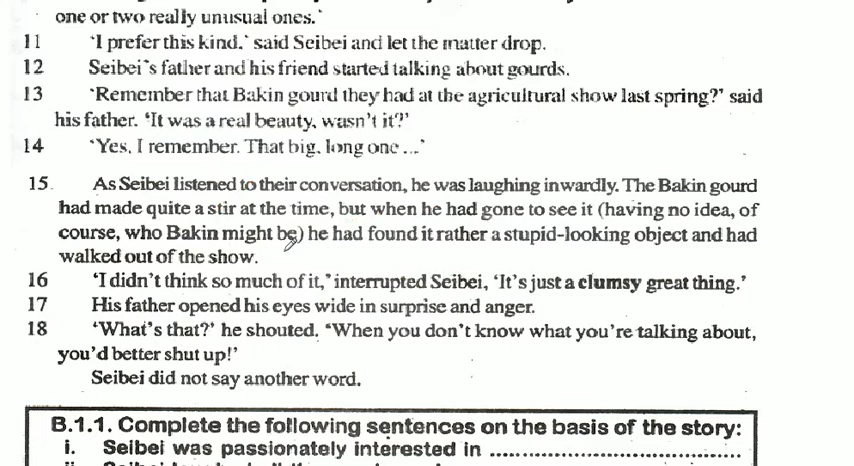 one or two really unusual ones.'
11 'I prefer this kind.' said Seibei and let the matter drop.
12 Seibei's father and his friend started talking about gourds.
13 'Remember that Bakin gourd they had at the agricultural show last spring?' said
his father. 'It was a real beauty, wasn't it?'
14 'Yes, I remember. That big, long one ...'
15. As Seibei listened to their conversation, he was laughing inwardly. The Bakin gourd
had made quite a stir at the time, but when he had gone to see it (having no idea, of
course, who Bakin might be) he had found it rather a stupid-looking object and had
walked out of the show.
16 'I didn't think so much of it,' interrupted Seibei, 'It's just a clumsy great thing.'
17 His father opened his eyes wide in surprise and anger.
18 'What's that?' he shouted. 'When you don't know what you're talking about,
you'd better shut up!'
Seibei did not say another word.
B.1.1. Complete the following sentences on the basis of the story:
i. Seibei was passionately interested in ......................................